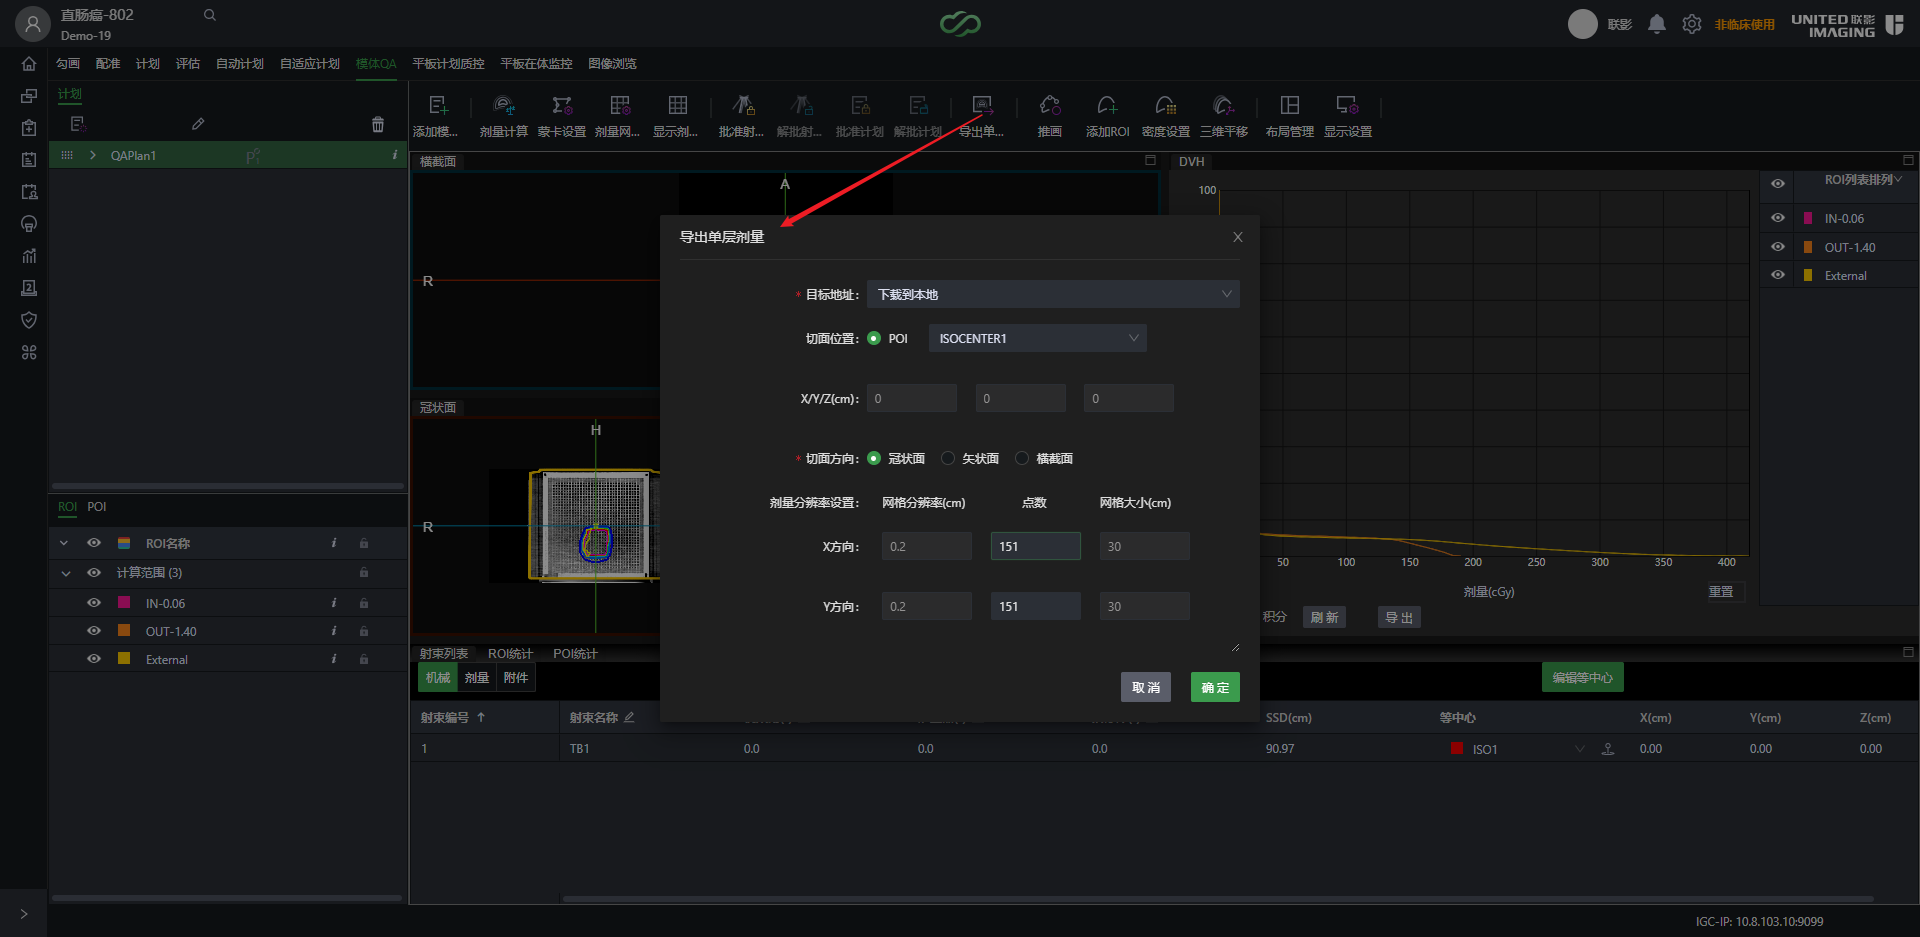 直肠癌-802
Demo-19
联影
非临床使用
UNITED 联影
IMAGING
勾画 配准 计划 评估 自动计划 自适应计划 模体QA 平板计划质控 平板在体监控 图像浏览
计划
添加模... 剂量计算 蒙卡设置 剂量网... 显示剂... 批准射... 解批射... 批准计划 解批计划 导出单... 推画 添加ROI 密度设置 三维平移 布局管理 显示设置
QAPlan1
横截面
A
R
DVH
100
ROI列表排列
IN-0.06
OUT-1.40
External
导出单层剂量
* 目标地址: 下载到本地
切面位置: POI ISOCENTER1
X/Y/Z(cm): 0 0 0
* 切面方向: 冠状面 矢状面 横截面
剂量分辨率设置: 网格分辨率(cm) 点数 网格大小(cm)
X方向: 0.2 151 30
Y方向: 0.2 151 30
取消 确定
冠状面
H
R
50 100 150 200 250 300 350 400
剂量(cGy)
重置
积分 刷新 导出
ROI POI
ROI名称
计算范围 (3)
IN-0.06
OUT-1.40
External
射束列表 ROI统计 POI统计
机械 剂量 附件
编辑等中心
射束编号 射束名称 SSD(cm) 等中心 X(cm) Y(cm) Z(cm)
1 TB1 0.0 0.0 0.0 90.97 ISO1 0.00 0.00 0.00
IGC-IP: 10.8.103.10:9099